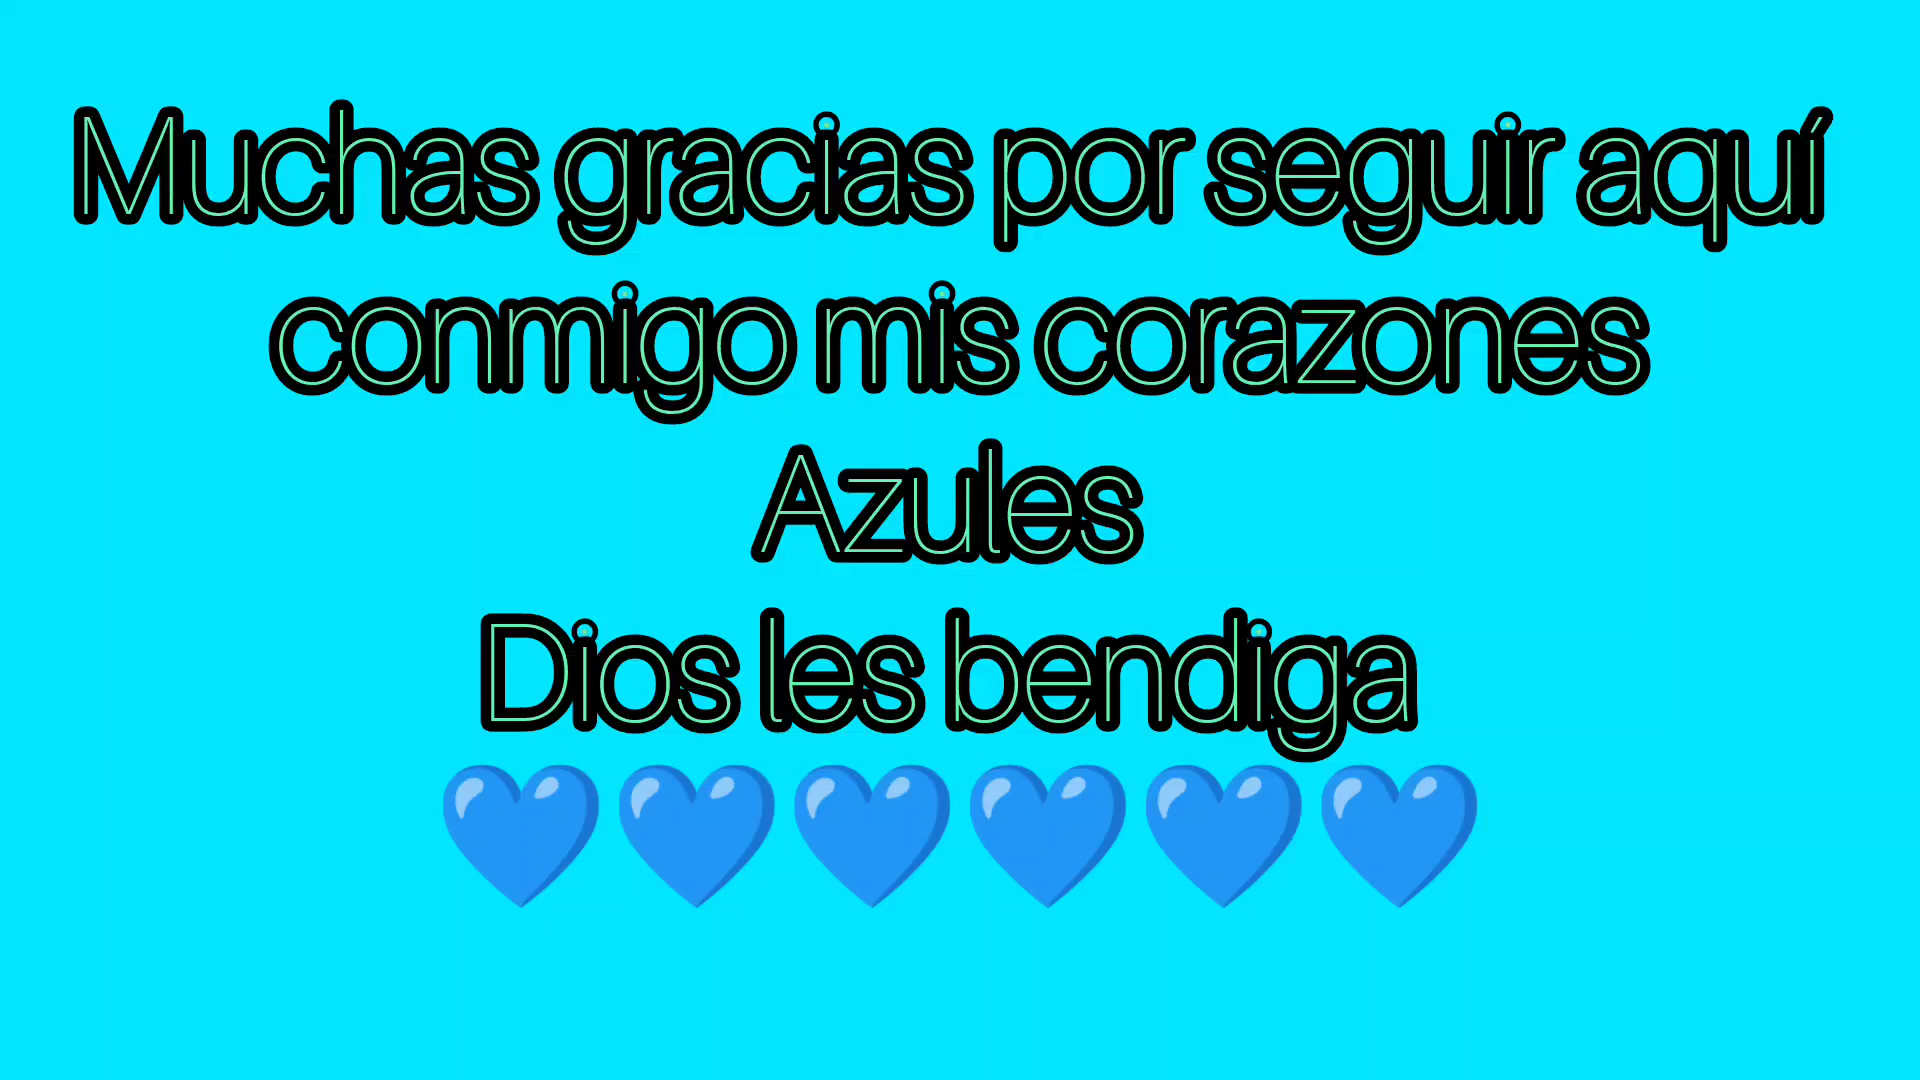 Muchas gracias por seguir aquí
conmigo mis corazones
Azules
Dios les bendiga
💙💙💙💙💙💙